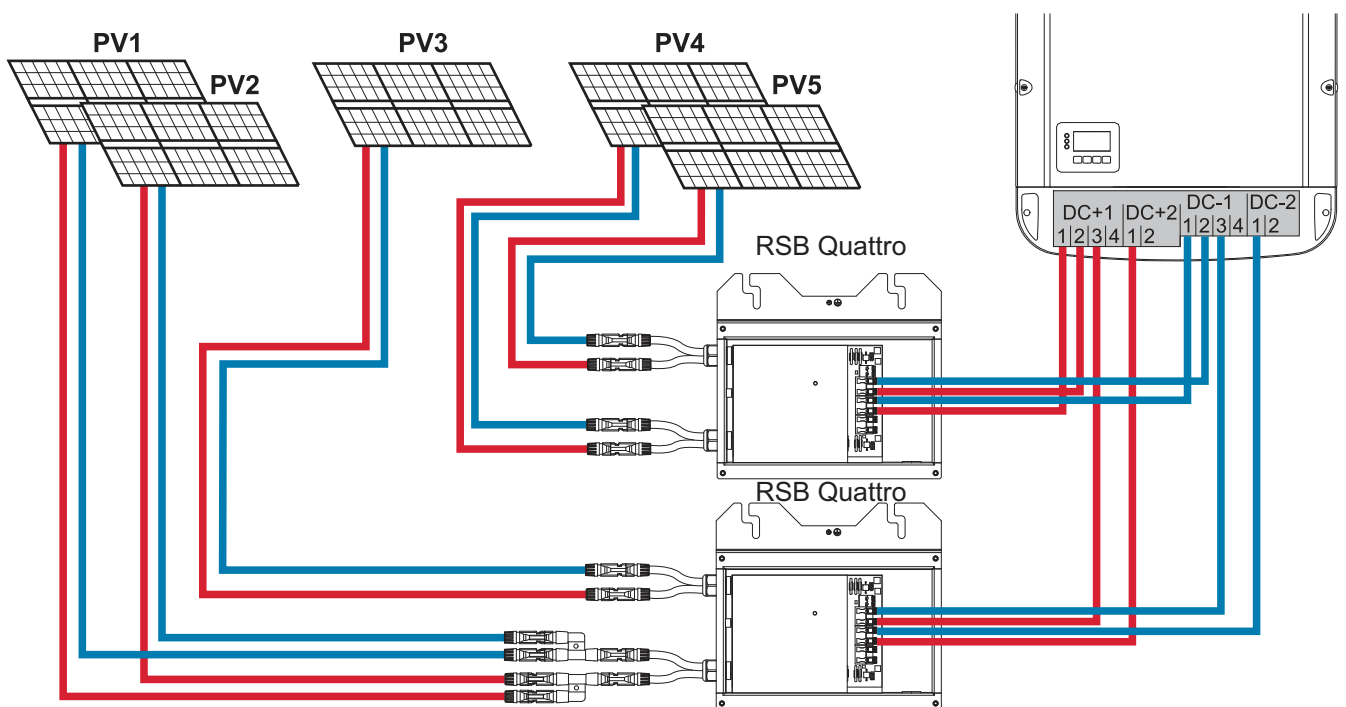 PV1
PV2
PV3
PV4
PV5
DC+1 DC+2 DC-1 DC-2
1 2 3 4 1 2 1 2 3 4 1 2
RSB Quattro
RSB Quattro